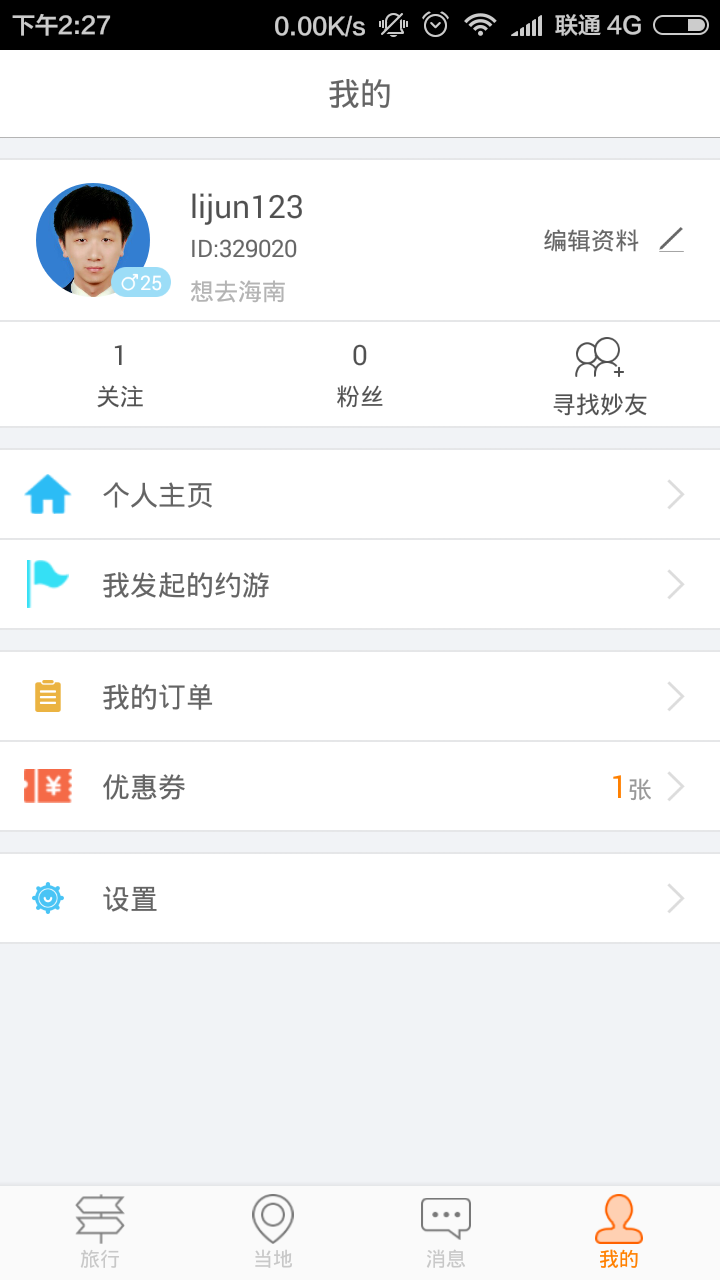 下午2:27 0.00K/s 联通 4G
我的
lijun123
ID:329020
编辑资料
想去海南
♂25
1 0
关注 粉丝 寻找妙友
个人主页
我发起的约游
我的订单
优惠券 1张
设置
旅行 当地 消息 我的